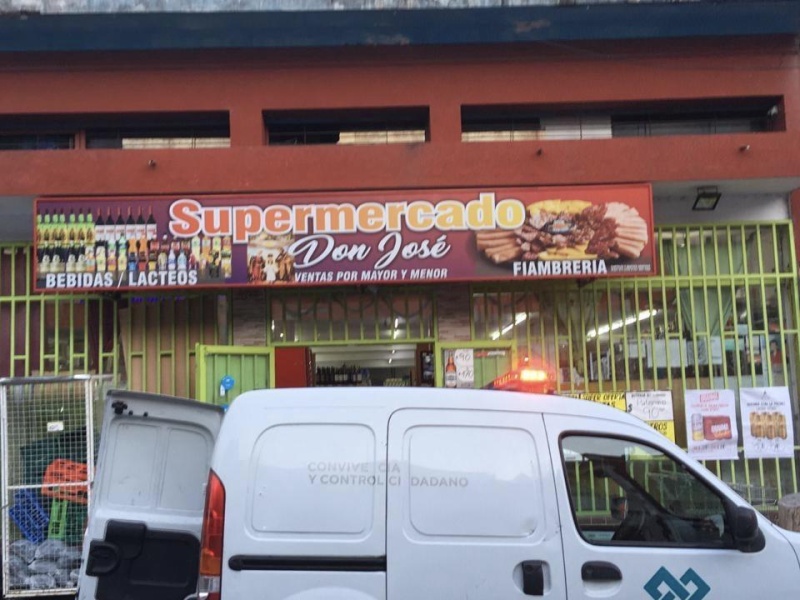 Supermercado
Don José
VENTAS POR MAYOR Y MENOR
BEBIDAS / LACTEOS
FIAMBRERIA
CONVIVENCIA
Y CONTROL CIUDADANO